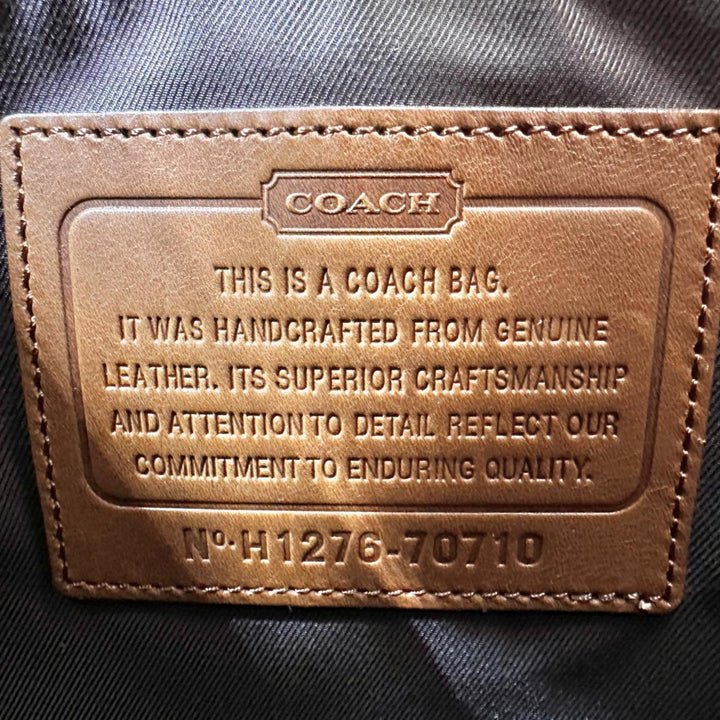 COACH
THIS IS A COACH BAG.
IT WAS HANDCRAFTED FROM GENUINE
LEATHER. ITS SUPERIOR CRAFTSMANSHIP
AND ATTENTION TO DETAIL REFLECT OUR
COMMITMENT TO ENDURING QUALITY.
Nº·H1276-70710